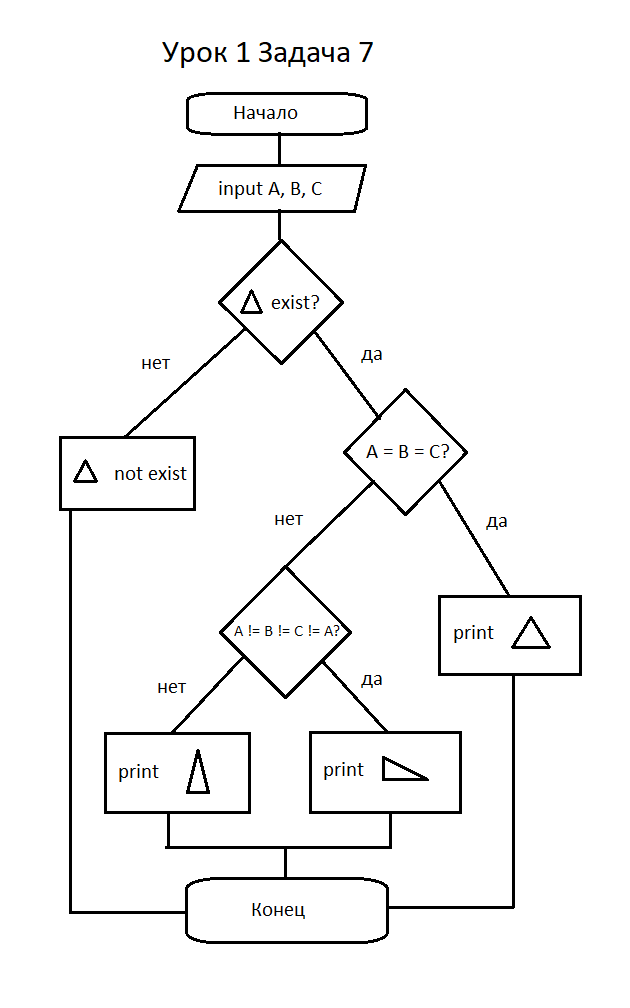 Урок 1 Задача 7
Начало
input A, B, C
exist?
нет
да
not exist
A = B = C?
нет
да
A != B != C != A?
print
нет
да
print
print
Конец